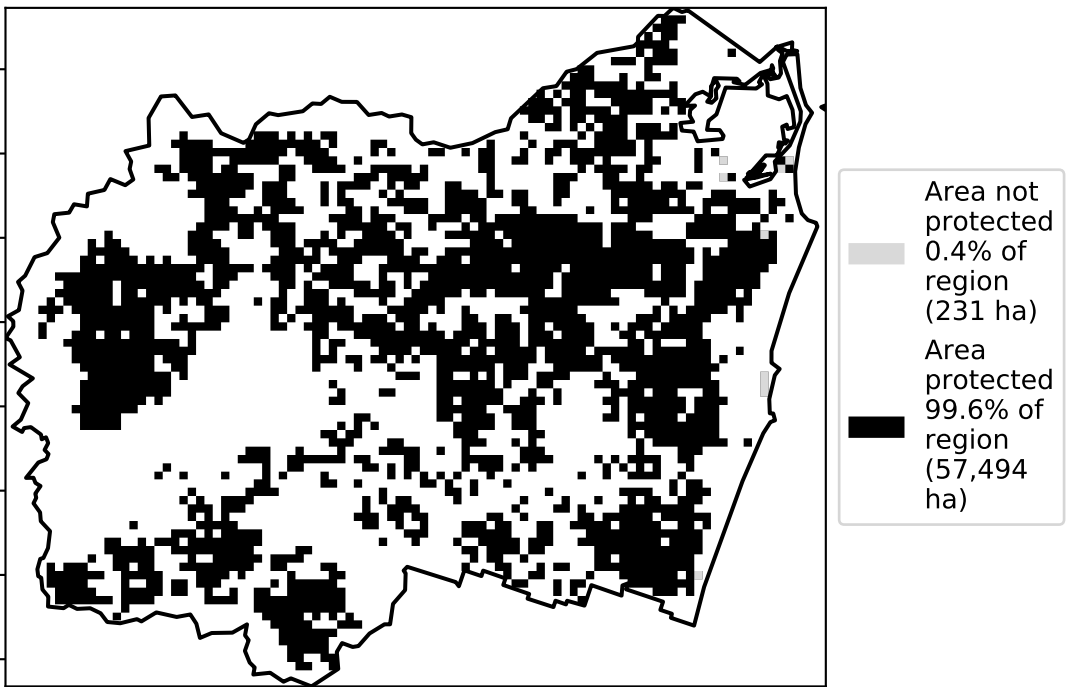 Area not
protected
0.4% of
region
(231 ha)
Area
protected
99.6% of
region
(57,494
ha)